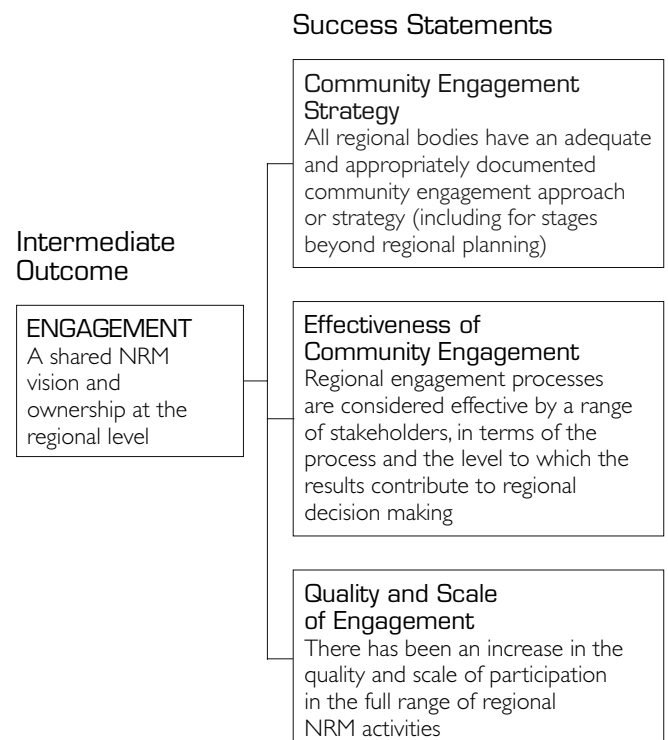 Success Statements
Community Engagement
Strategy
All regional bodies have an adequate
and appropriately documented
community engagement approach
or strategy (including for stages
beyond regional planning)
Intermediate
Outcome
ENGAGEMENT
A shared NRM
vision and
ownership at the
regional level
Effectiveness of
Community Engagement
Regional engagement processes
are considered effective by a range
of stakeholders, in terms of the
process and the level to which the
results contribute to regional
decision making
Quality and Scale
of Engagement
There has been an increase in the
quality and scale of participation
in the full range of regional
NRM activities